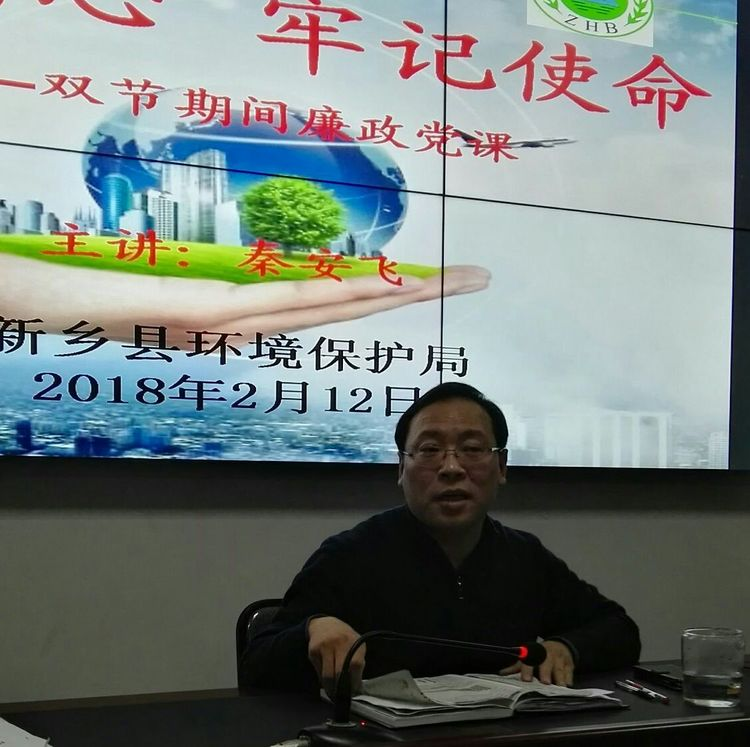 心 牢记使命
ZHB
—双节期间廉政党课
主讲：秦安飞
新乡县环境保护局
2018年2月12日